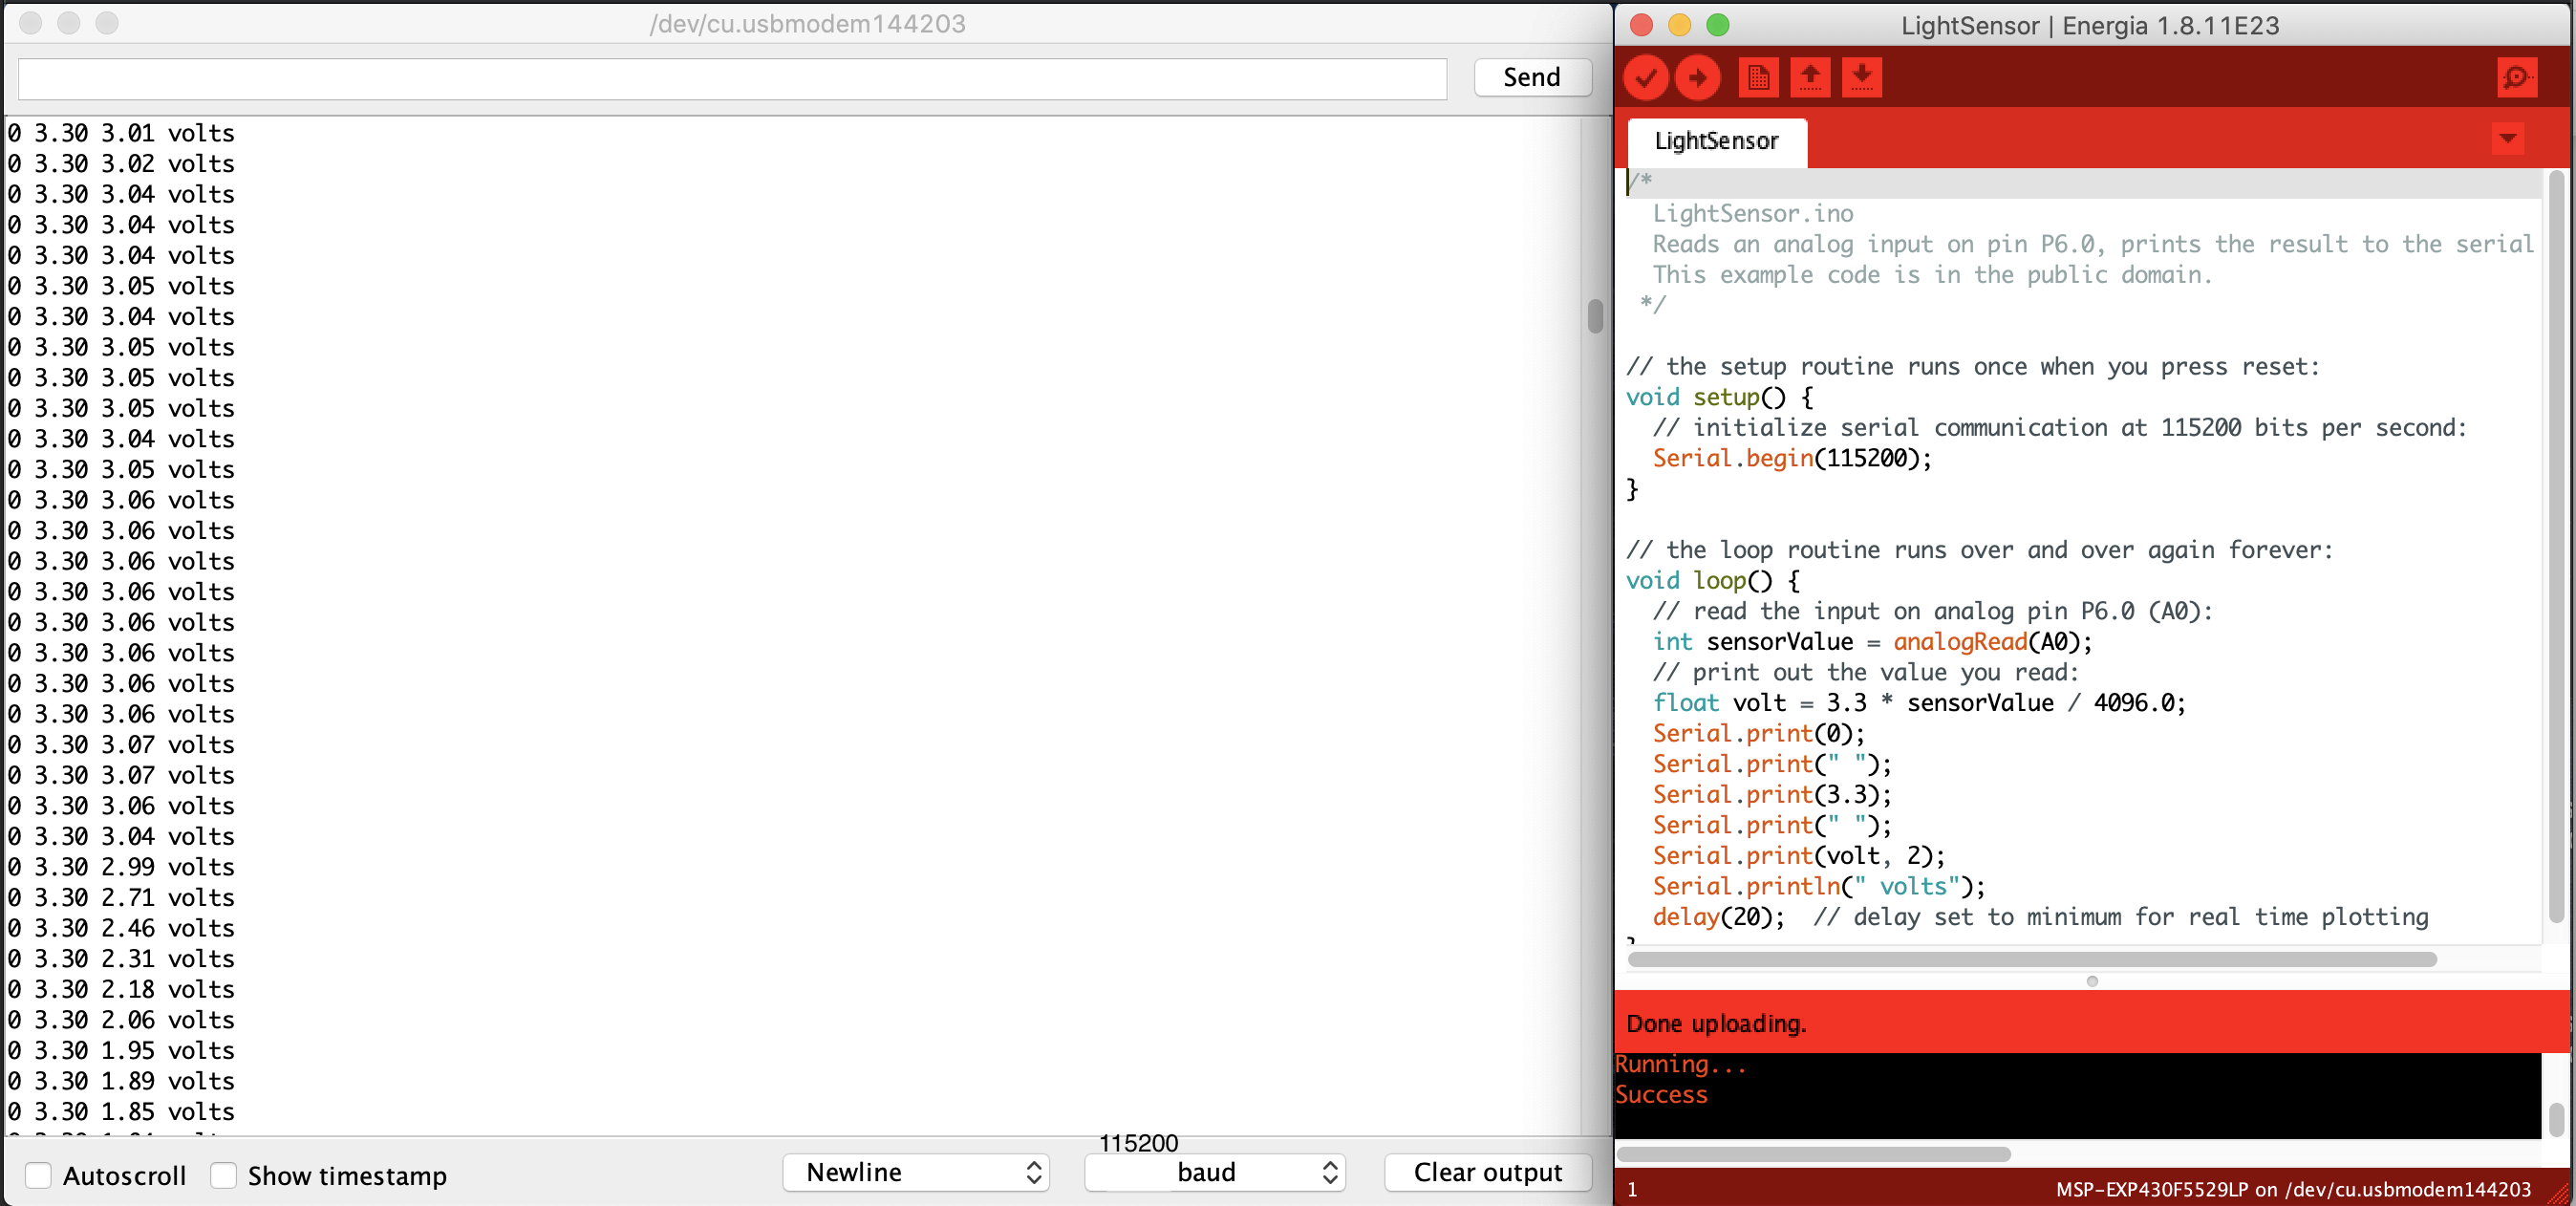 /dev/cu.usbmodem144203
Send
0 3.30 3.01 volts
0 3.30 3.02 volts
0 3.30 3.04 volts
0 3.30 3.04 volts
0 3.30 3.04 volts
0 3.30 3.05 volts
0 3.30 3.04 volts
0 3.30 3.05 volts
0 3.30 3.05 volts
0 3.30 3.05 volts
0 3.30 3.04 volts
0 3.30 3.05 volts
0 3.30 3.06 volts
0 3.30 3.06 volts
0 3.30 3.06 volts
0 3.30 3.06 volts
0 3.30 3.06 volts
0 3.30 3.06 volts
0 3.30 3.06 volts
0 3.30 3.06 volts
0 3.30 3.07 volts
0 3.30 3.07 volts
0 3.30 3.06 volts
0 3.30 3.04 volts
0 3.30 2.99 volts
0 3.30 2.71 volts
0 3.30 2.46 volts
0 3.30 2.31 volts
0 3.30 2.18 volts
0 3.30 2.06 volts
0 3.30 1.95 volts
0 3.30 1.89 volts
0 3.30 1.85 volts
Autoscroll Show timestamp Newline 115200 baud Clear output
LightSensor | Energia 1.8.11E23
LightSensor
/*
  LightSensor.ino
  Reads an analog input on pin P6.0, prints the result to the serial
  This example code is in the public domain.
 */
// the setup routine runs once when you press reset:
void setup() {
  // initialize serial communication at 115200 bits per second:
  Serial.begin(115200);
}
// the loop routine runs over and over again forever:
void loop() {
  // read the input on analog pin P6.0 (A0):
  int sensorValue = analogRead(A0);
  // print out the value you read:
  float volt = 3.3 * sensorValue / 4096.0;
  Serial.print(0);
  Serial.print(" ");
  Serial.print(3.3);
  Serial.print(" ");
  Serial.print(volt, 2);
  Serial.println(" volts");
  delay(20);  // delay set to minimum for real time plotting
}
Done uploading.
Running...
Success
1 MSP-EXP430F5529LP on /dev/cu.usbmodem144203